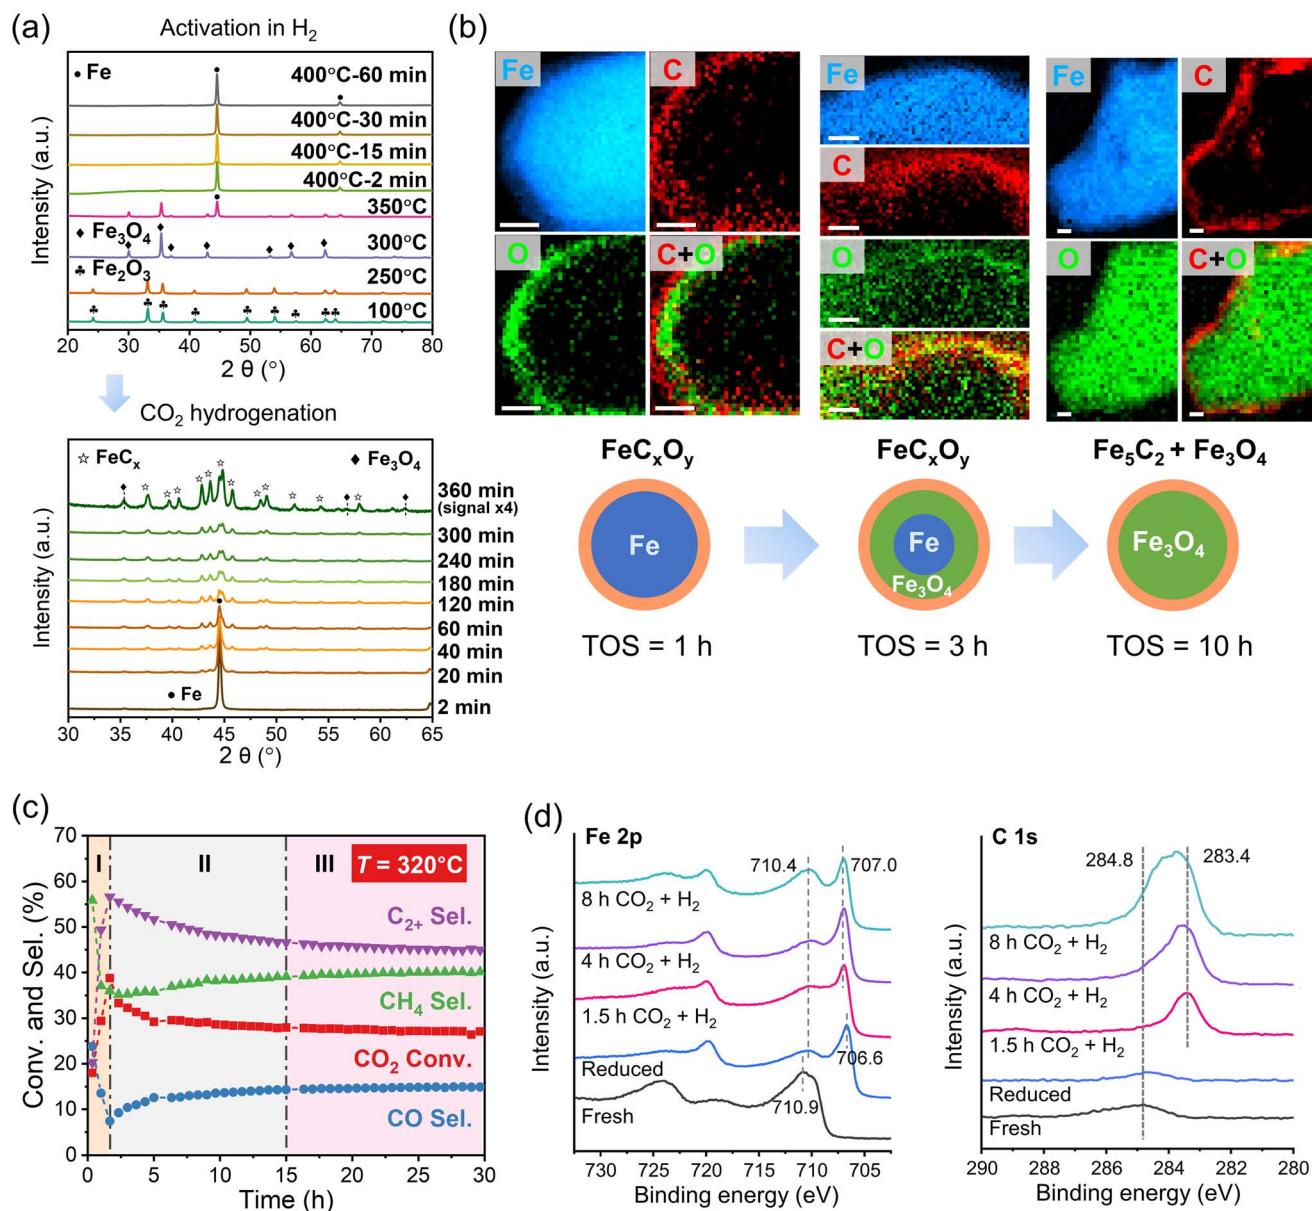 (a)
Activation in H₂
• Fe
400°C-60 min
400°C-30 min
400°C-15 min
400°C-2 min
350°C
♦ Fe₃O₄
300°C
♣ Fe₂O₃
250°C
100°C
Intensity (a.u.)
20 30 40 50 60 70 80
2 θ (°)
CO₂ hydrogenation
☆ FeCₓ
♦ Fe₃O₄
360 min
(signal x4)
300 min
240 min
180 min
120 min
60 min
40 min
20 min
• Fe
2 min
Intensity (a.u.)
30 35 40 45 50 55 60 65
2 θ (°)
(b)
Fe
C
O
C+O
Fe
C
O
C+O
Fe
C
O
C+O
FeCₓOᵧ
FeCₓOᵧ
Fe₅C₂ + Fe₃O₄
Fe
Fe
Fe₃O₄
Fe₃O₄
TOS = 1 h
TOS = 3 h
TOS = 10 h
(c)
Conv. and Sel. (%)
70
60
50
40
30
20
10
0
I
II
III
T = 320°C
C₂₊ Sel.
CH₄ Sel.
CO₂ Conv.
CO Sel.
0 5 10 15 20 25 30
Time (h)
(d)
Fe 2p
710.4
707.0
8 h CO₂ + H₂
4 h CO₂ + H₂
1.5 h CO₂ + H₂
706.6
Reduced
710.9
Fresh
Intensity (a.u.)
730 720 710 700
Binding energy (eV)
C 1s
284.8
283.4
8 h CO₂ + H₂
4 h CO₂ + H₂
1.5 h CO₂ + H₂
Reduced
Fresh
Intensity (a.u.)
290 288 286 284 282 280
Binding energy (eV)